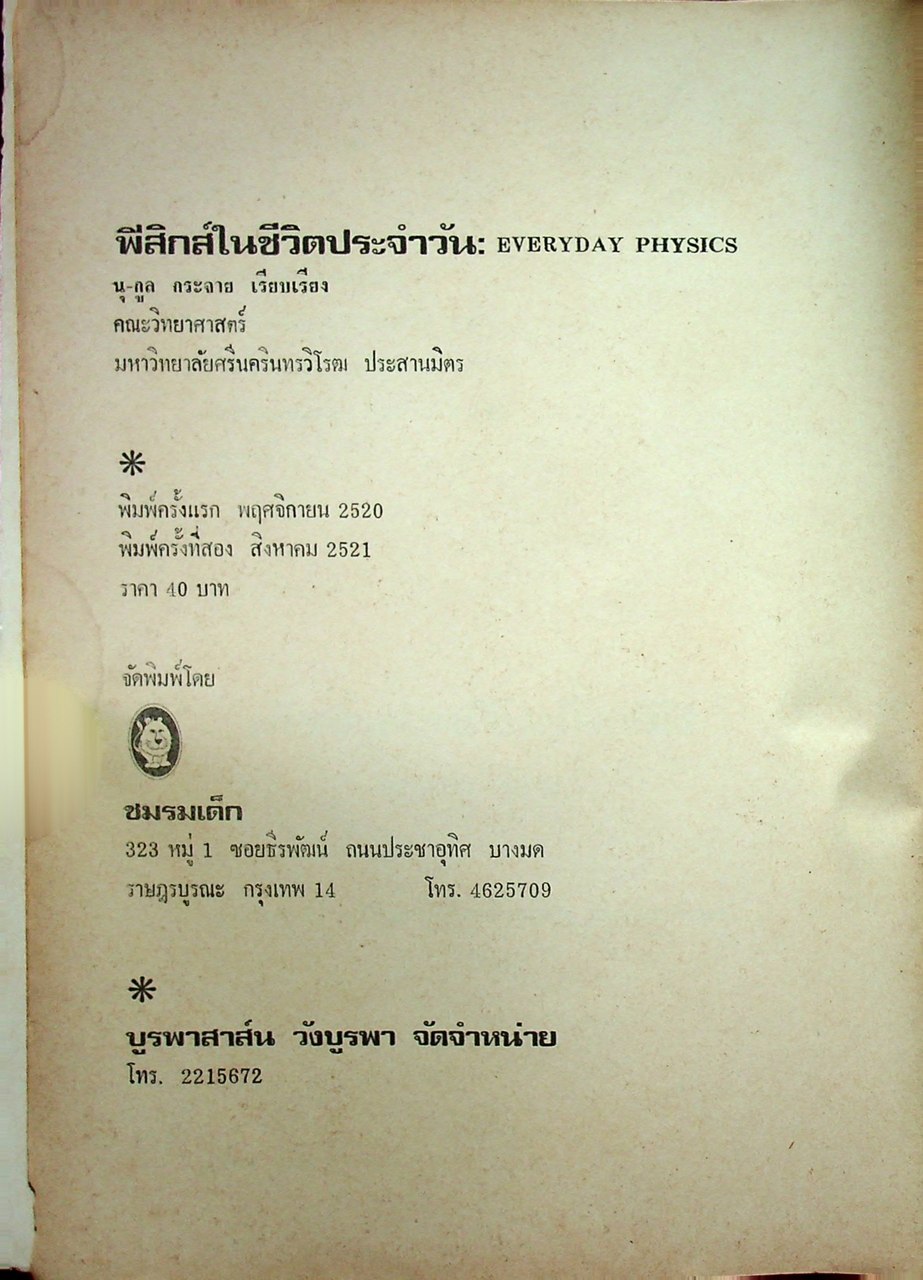 ฟิสิกส์ในชีวิตประจำวัน: EVERYDAY PHYSICS
นุ-กูล กระจาย เรียบเรียง
คณะวิทยาศาสตร์
มหาวิทยาลัยศรีนครินทรวิโรฒ ประสานมิตร
พิมพ์ครั้งแรก พฤศจิกายน 2520
พิมพ์ครั้งที่สอง สิงหาคม 2521
ราคา 40 บาท
จัดพิมพ์โดย
ชมรมเด็ก
323 หมู่ 1 ซอยธีรพัฒน์ ถนนประชาอุทิศ บางมด
ราษฎรบูรณะ กรุงเทพ 14 โทร. 4625709
บูรพาสาส์น วังบูรพา จัดจำหน่าย
โทร. 2215672